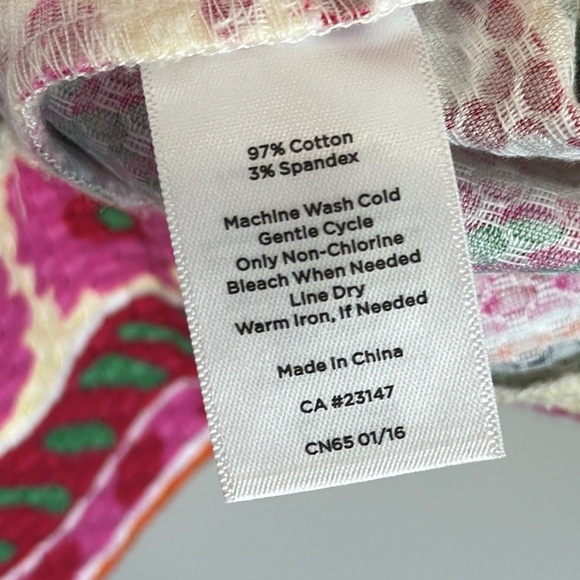 97% Cotton
3% Spandex
Machine Wash Cold
Gentle Cycle
Only Non-Chlorine
Bleach When Needed
Line Dry
Warm Iron, If Needed
Made in China
CA #23147
CN65 01/16